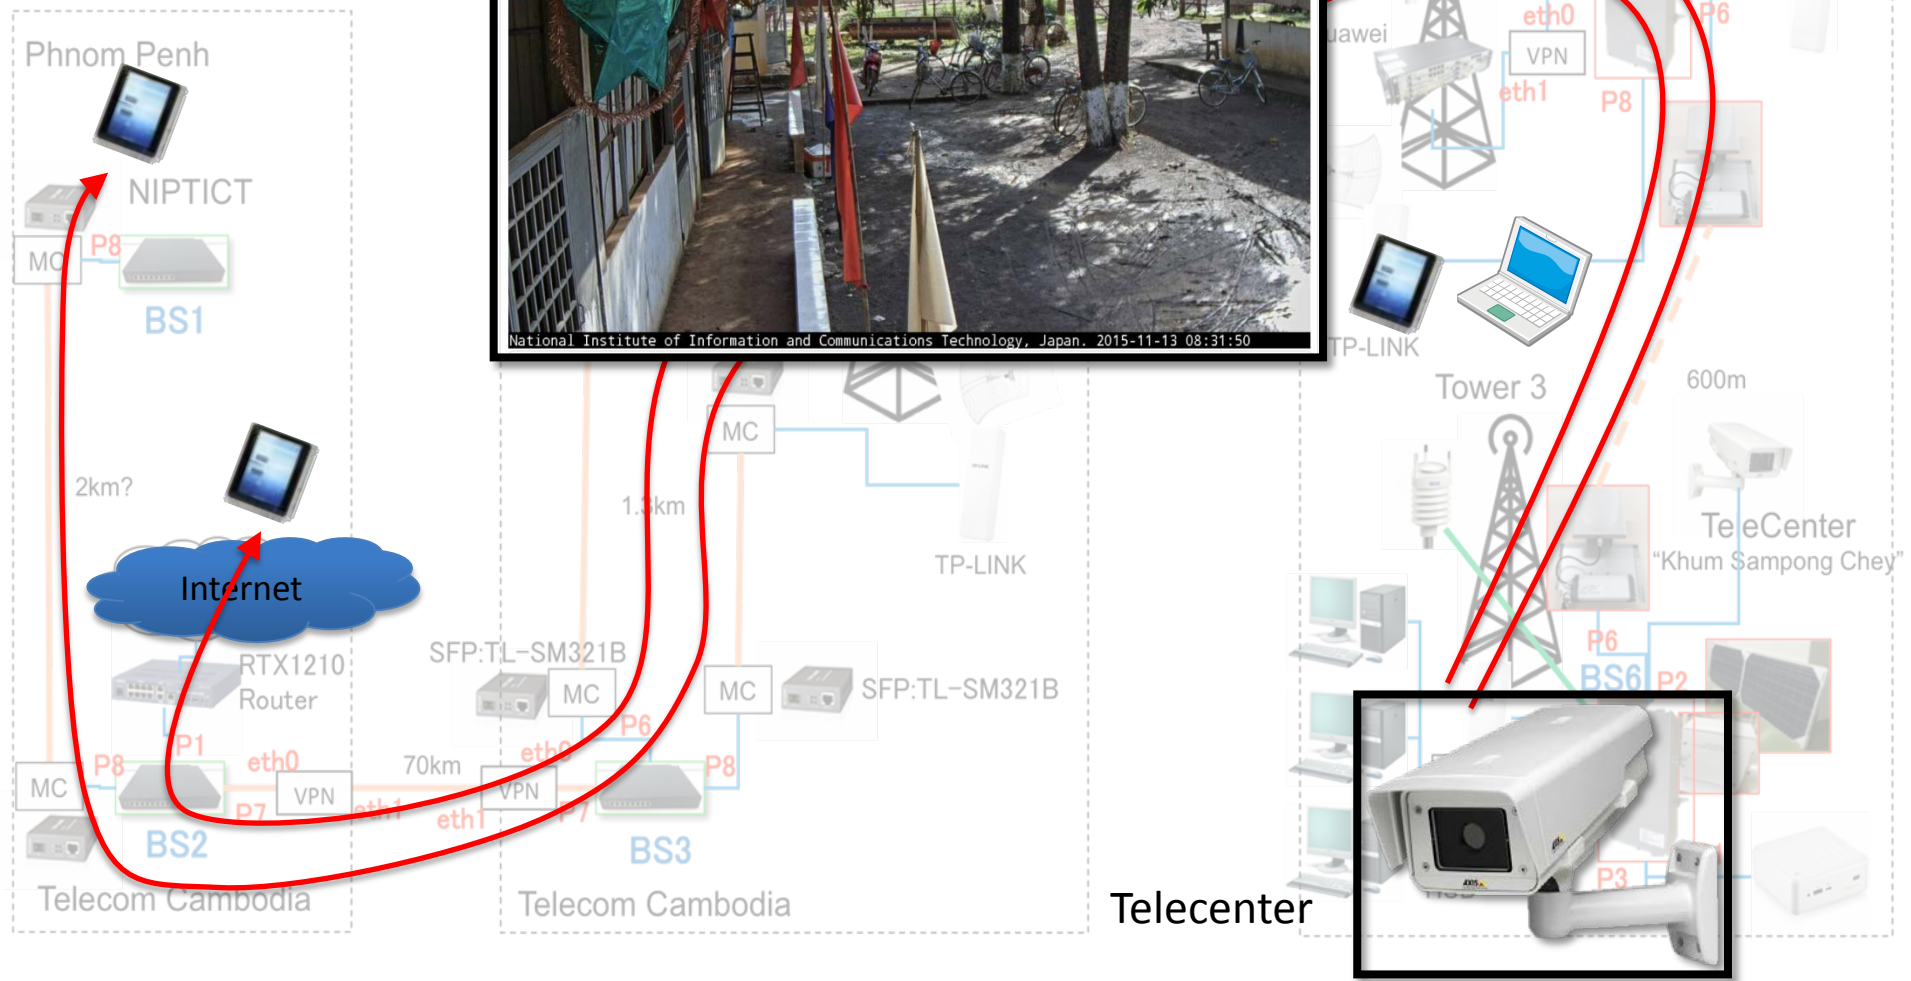 Phnom Penh
NIPTICT
MC
P8
BS1
2km?
Internet
RTX1210
Router
P1
P8
eth0
MC
VPN
P7
eth1
BS2
Telecom Cambodia
70km
National Institute of Information and Communications Technology, Japan. 2015-11-13 08:31:50
MC
1.3km
TP-LINK
SFP:TL-SM321B
MC
P6
MC
SFP:TL-SM321B
eth0
VPN
eth1
P7
P8
BS3
Telecom Cambodia
eth0
VPN
eth1
P6
P8
TP-LINK
Tower 3
600m
TeleCenter
“Khum Sampong Chey”
P6
BS6
P2
P3
AXIS
Telecenter